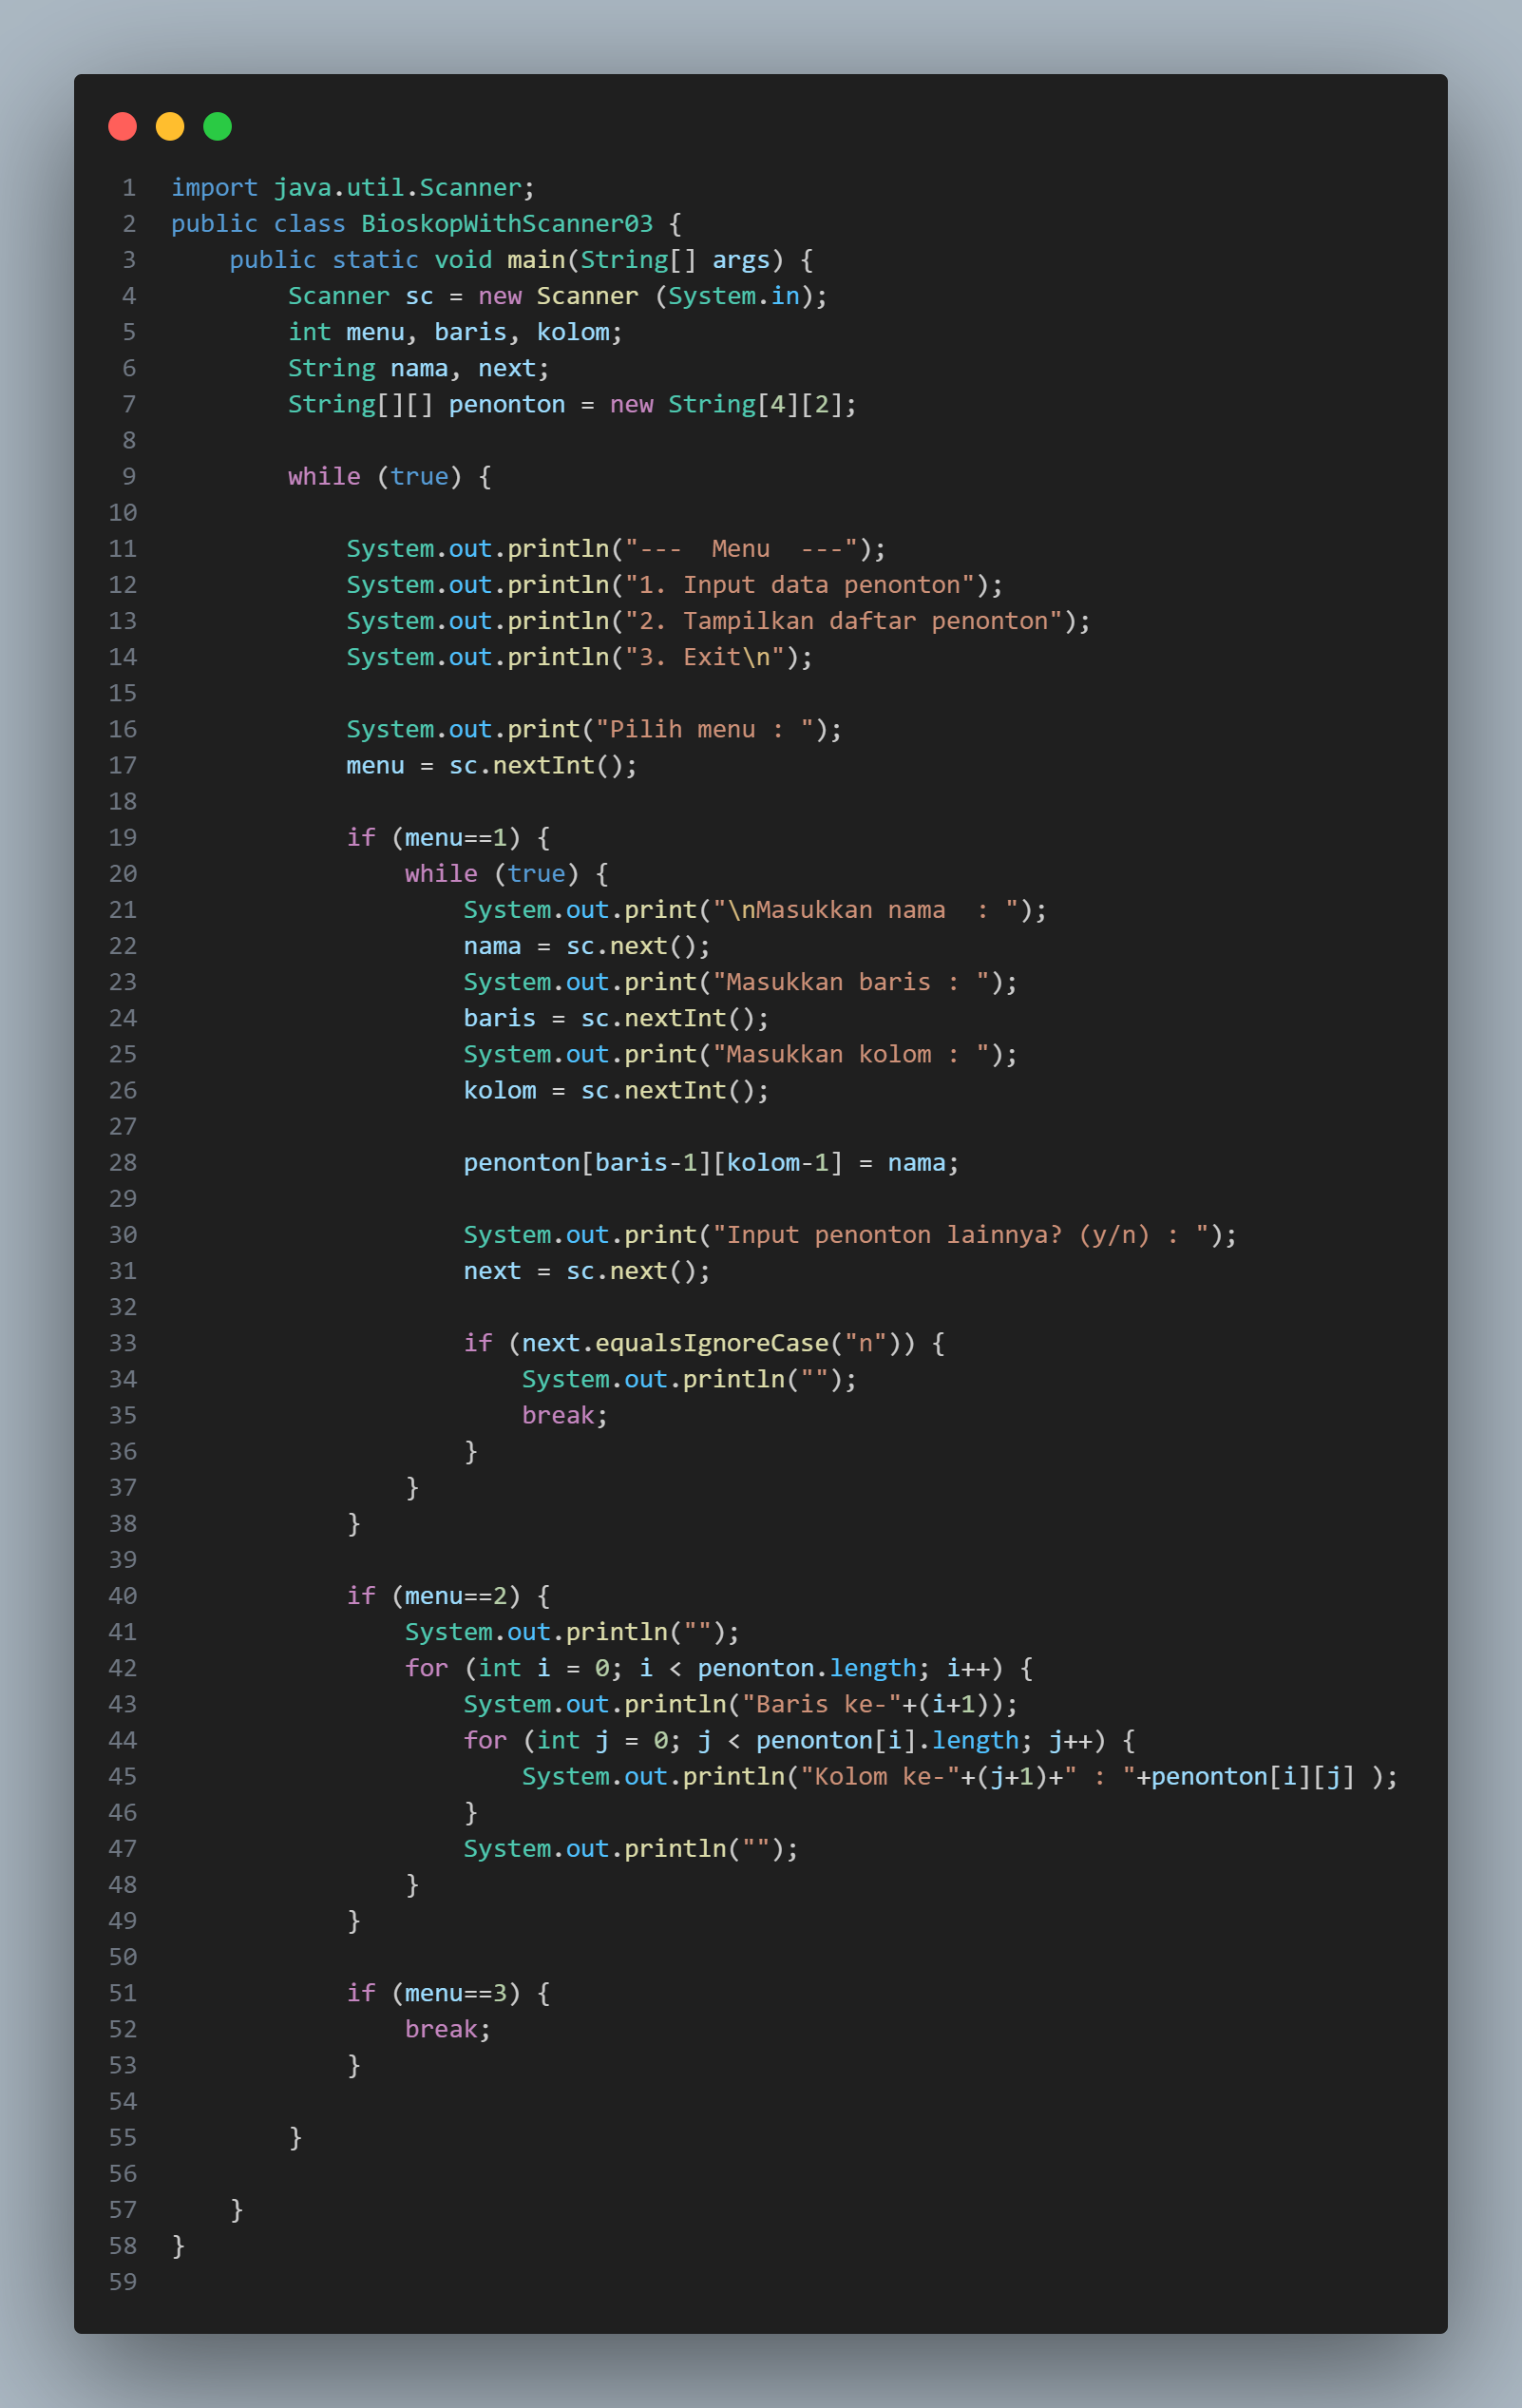 1 import java.util.Scanner;
2 public class BioskopWithScanner03 {
3     public static void main(String[] args) {
4         Scanner sc = new Scanner (System.in);
5         int menu, baris, kolom;
6         String nama, next;
7         String[][] penonton = new String[4][2];
8
9         while (true) {
10
11             System.out.println("---  Menu  ---");
12             System.out.println("1. Input data penonton");
13             System.out.println("2. Tampilkan daftar penonton");
14             System.out.println("3. Exit\n");
15
16             System.out.print("Pilih menu : ");
17             menu = sc.nextInt();
18
19             if (menu==1) {
20                 while (true) {
21                     System.out.print("\nMasukkan nama  : ");
22                     nama = sc.next();
23                     System.out.print("Masukkan baris : ");
24                     baris = sc.nextInt();
25                     System.out.print("Masukkan kolom : ");
26                     kolom = sc.nextInt();
27
28                     penonton[baris-1][kolom-1] = nama;
29
30                     System.out.print("Input penonton lainnya? (y/n) : ");
31                     next = sc.next();
32
33                     if (next.equalsIgnoreCase("n")) {
34                         System.out.println("");
35                         break;
36                     }
37                 }
38             }
39
40             if (menu==2) {
41                 System.out.println("");
42                 for (int i = 0; i < penonton.length; i++) {
43                     System.out.println("Baris ke-"+(i+1));
44                     for (int j = 0; j < penonton[i].length; j++) {
45                         System.out.println("Kolom ke-"+(j+1)+" : "+penonton[i][j] );
46                     }
47                     System.out.println("");
48                 }
49             }
50
51             if (menu==3) {
52                 break;
53             }
54
55         }
56
57     }
58 }
59